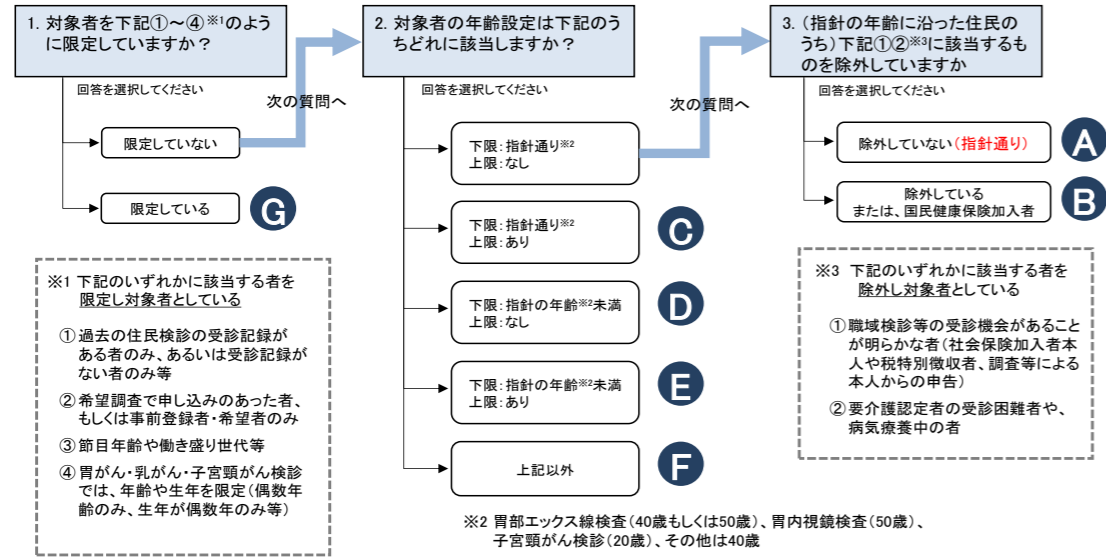 1. 対象者を下記①～④※1のよう
に限定していますか？
回答を選択してください
次の質問へ
限定していない
限定している
G
※1 下記のいずれかに該当する者を
限定し対象者としている
① 過去の住民検診の受診記録が
ある者のみ、あるいは受診記録が
ない者のみ等
② 希望調査で申し込みのあった者、
もしくは事前登録者・希望者のみ
③ 節目年齢や働き盛り世代等
④ 胃がん・乳がん・子宮頸がん検診
では、年齢や生年を限定（偶数年
齢のみ、生年が偶数年のみ等）
2. 対象者の年齢設定は下記のう
ちどれに該当しますか？
回答を選択してください
次の質問へ
下限：指針通り※2
上限：なし
下限：指針通り※2
上限：あり
C
下限：指針の年齢※2未満
上限：なし
D
下限：指針の年齢※2未満
上限：あり
E
上記以外
F
※2 胃部エックス線検査（40歳もしくは50歳）、胃内視鏡検査（50歳）、
子宮頸がん検診（20歳）、その他は40歳
3. （指針の年齢に沿った住民の
うち）下記①②※3に該当するも
のを除外していますか
回答を選択してください
除外していない（指針通り）
A
除外している
または、国民健康保険加入者
B
※3 下記のいずれかに該当する者を
除外し対象者としている
① 職域検診等の受診機会があること
が明らかな者（社会保険加入者本
人や税特別徴収者、調査等による
本人からの申告）
② 要介護認定者の受診困難者や、
病気療養中の者